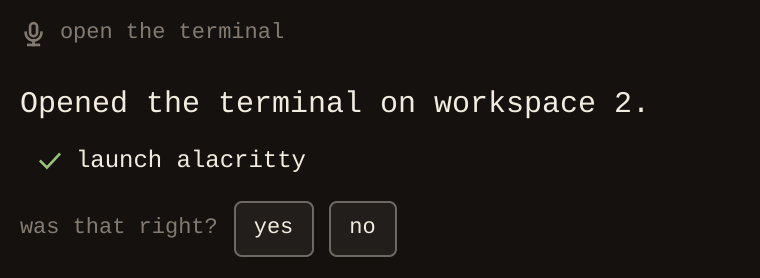 open the terminal
Opened the terminal on workspace 2.
launch alacritty
was that right? yes no